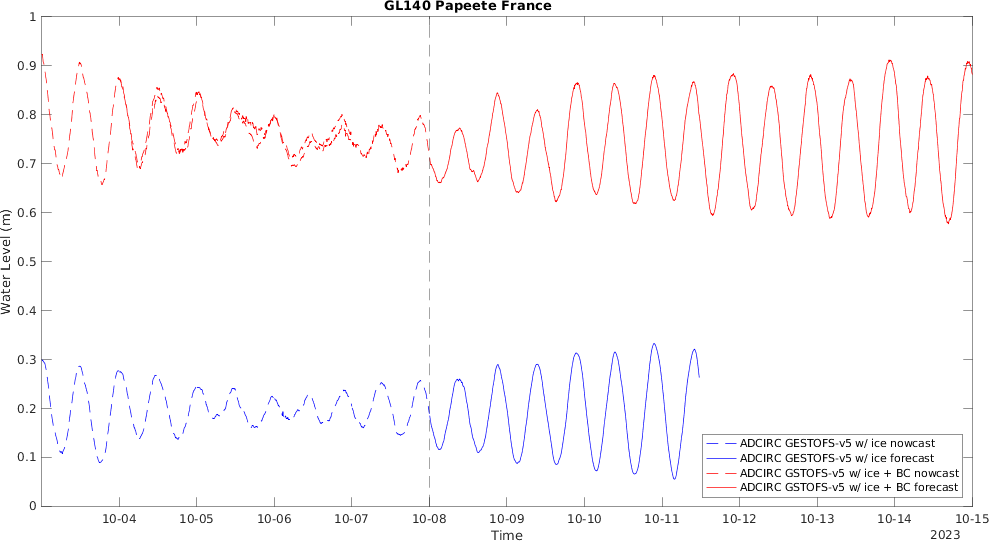 GL140 Papeete France
1
0.9
0.8
0.7
0.6
0.5
0.4
0.3
0.2
0.1
0
Water Level (m)
ADCIRC GESTOFS-v5 w/ ice nowcast
ADCIRC GESTOFS-v5 w/ ice forecast
ADCIRC GSTOFS-v5 w/ ice + BC nowcast
ADCIRC GSTOFS-v5 w/ ice + BC forecast
10-04 10-05 10-06 10-07 10-08 10-09 10-10 10-11 10-12 10-13 10-14 10-15
Time
2023